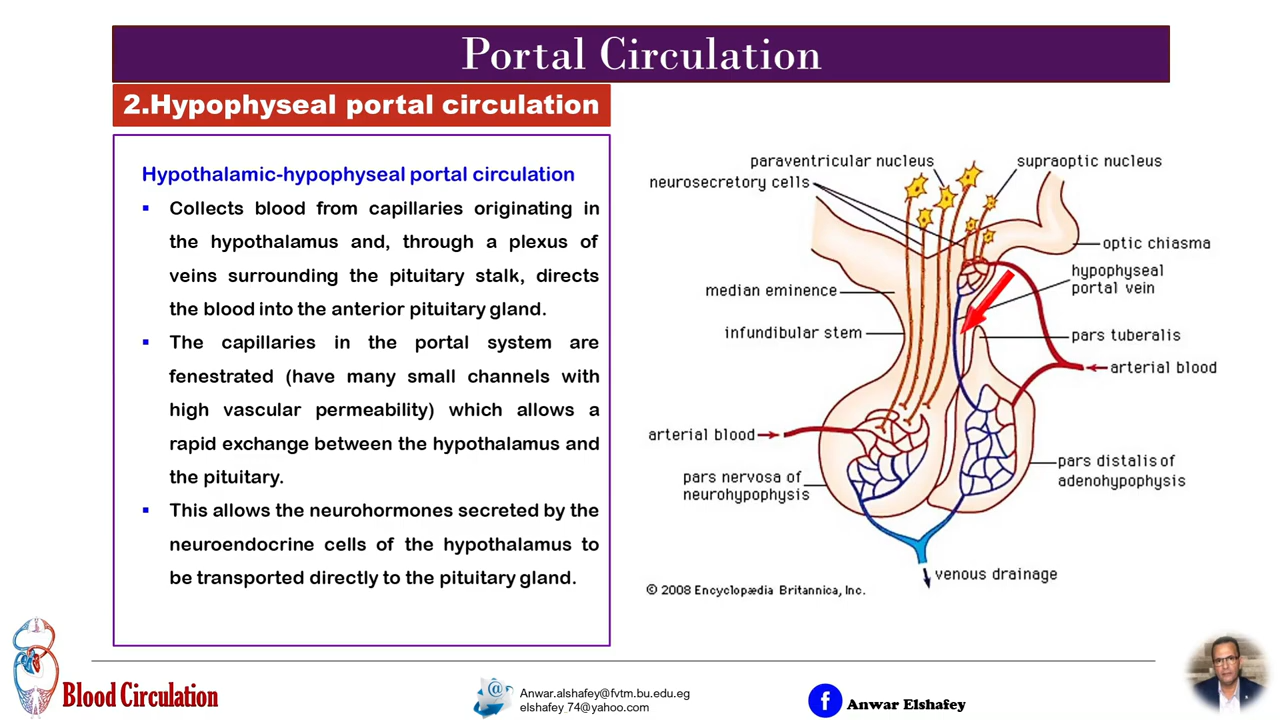 Portal Circulation
2.Hypophyseal portal circulation
Hypothalamic-hypophyseal portal circulation
▪ Collects blood from capillaries originating in
the hypothalamus and, through a plexus of
veins surrounding the pituitary stalk, directs
the blood into the anterior pituitary gland.
▪ The capillaries in the portal system are
fenestrated (have many small channels with
high vascular permeability) which allows a
rapid exchange between the hypothalamus and
the pituitary.
▪ This allows the neurohormones secreted by the
neuroendocrine cells of the hypothalamus to
be transported directly to the pituitary gland.
paraventricular nucleus
supraoptic nucleus
neurosecretory cells
optic chiasma
hypophyseal
portal vein
median eminence
infundibular stem
pars tuberalis
arterial blood
arterial blood
pars nervosa of
neurohypophysis
pars distalis of
adenohypophysis
venous drainage
© 2008 Encyclopædia Britannica, Inc.
Blood Circulation
@
Anwar.alshafey@fvtm.bu.edu.eg
elshafey_74@yahoo.com
f
Anwar Elshafey